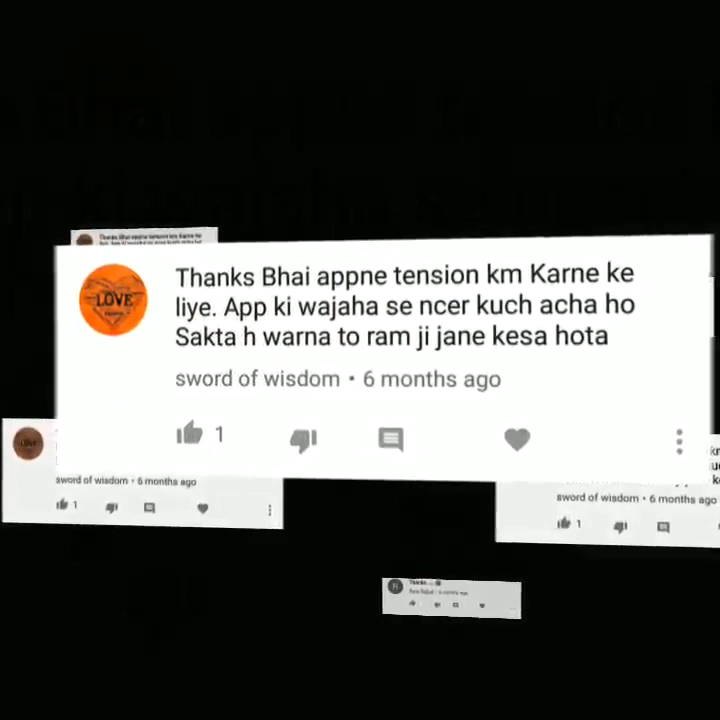 Thanks Bhai appne tension km Karne ke
liye. App ki wajaha se ncer kuch acha ho
Sakta h warna to ram ji jane kesa hota
LOVE
sword of wisdom • 6 months ago
1
sword of wisdom • 6 months ago
1
sword of wisdom • 6 months ago
1
Thanks